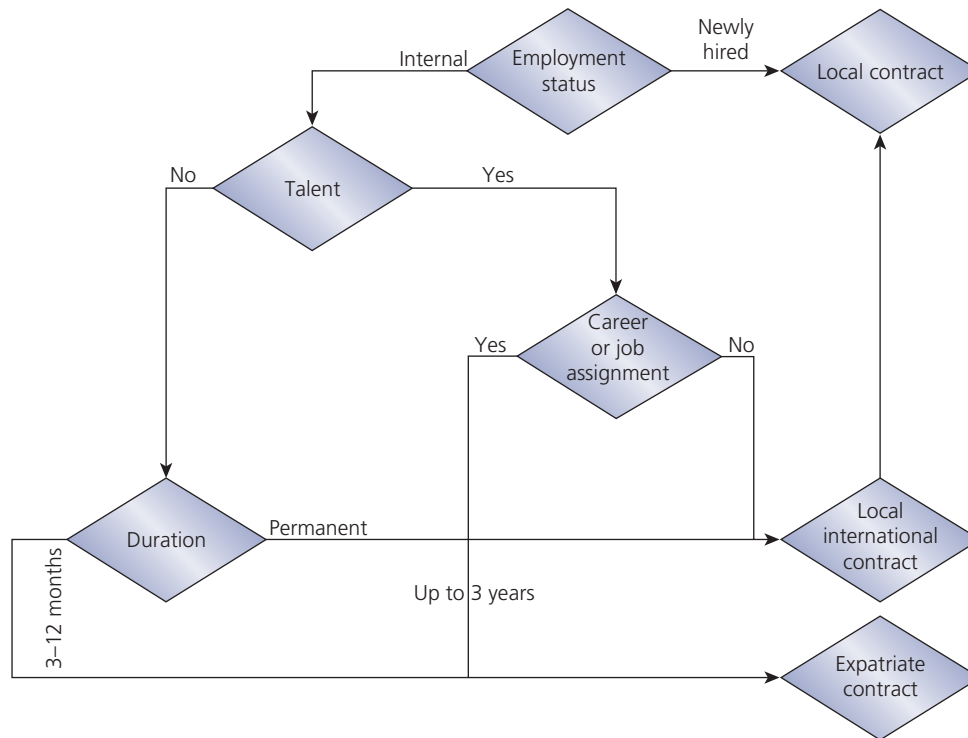 Newly
hired
Internal
Employment
status
Local contract
No
Talent
Yes
Career
or job
assignment
Yes
No
Duration
Permanent
Local
international
contract
3–12 months
Up to 3 years
Expatriate
contract